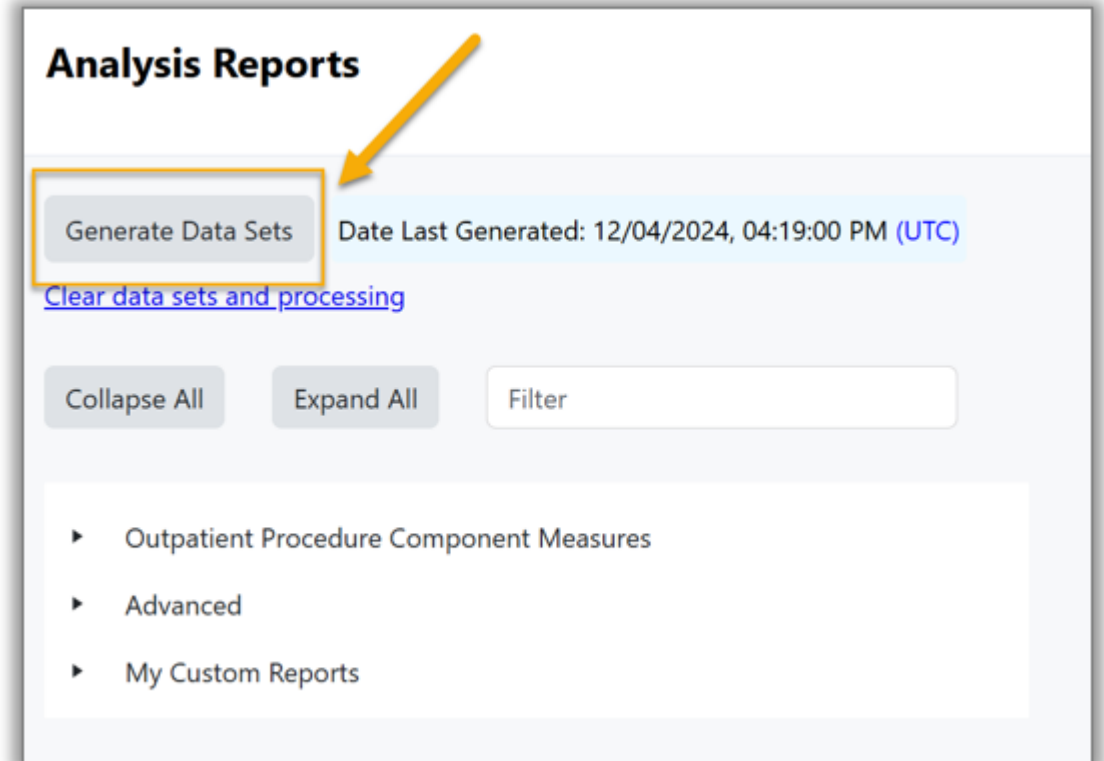 Analysis Reports
Generate Data Sets Date Last Generated: 12/04/2024, 04:19:00 PM (UTC)
Clear data sets and processing
Collapse All Expand All Filter
Outpatient Procedure Component Measures
Advanced
My Custom Reports